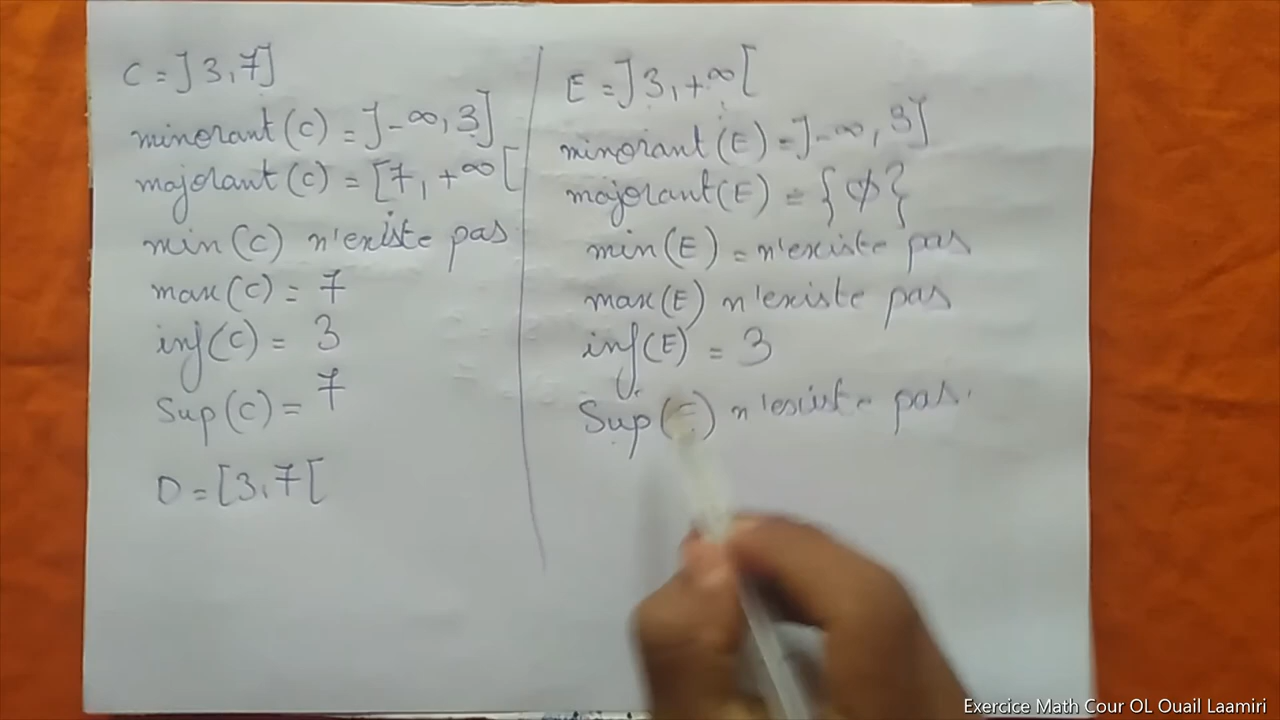 C = ]3, 7]
minorant(C) = ]-∞, 3]
majorant(C) = [7, +∞[
min(C) n'existe pas
max(C) = 7
inf(C) = 3
Sup(C) = 7
D = [3, 7[
E = ]3, +∞[
minorant(E) = ]-∞, 3]
majorant(E) = {∅}
min(E) = n'existe pas
max(E) n'existe pas
inf(E) = 3
Sup(E) n'existe pas.
Exercice Math Cour OL Ouail Laamiri